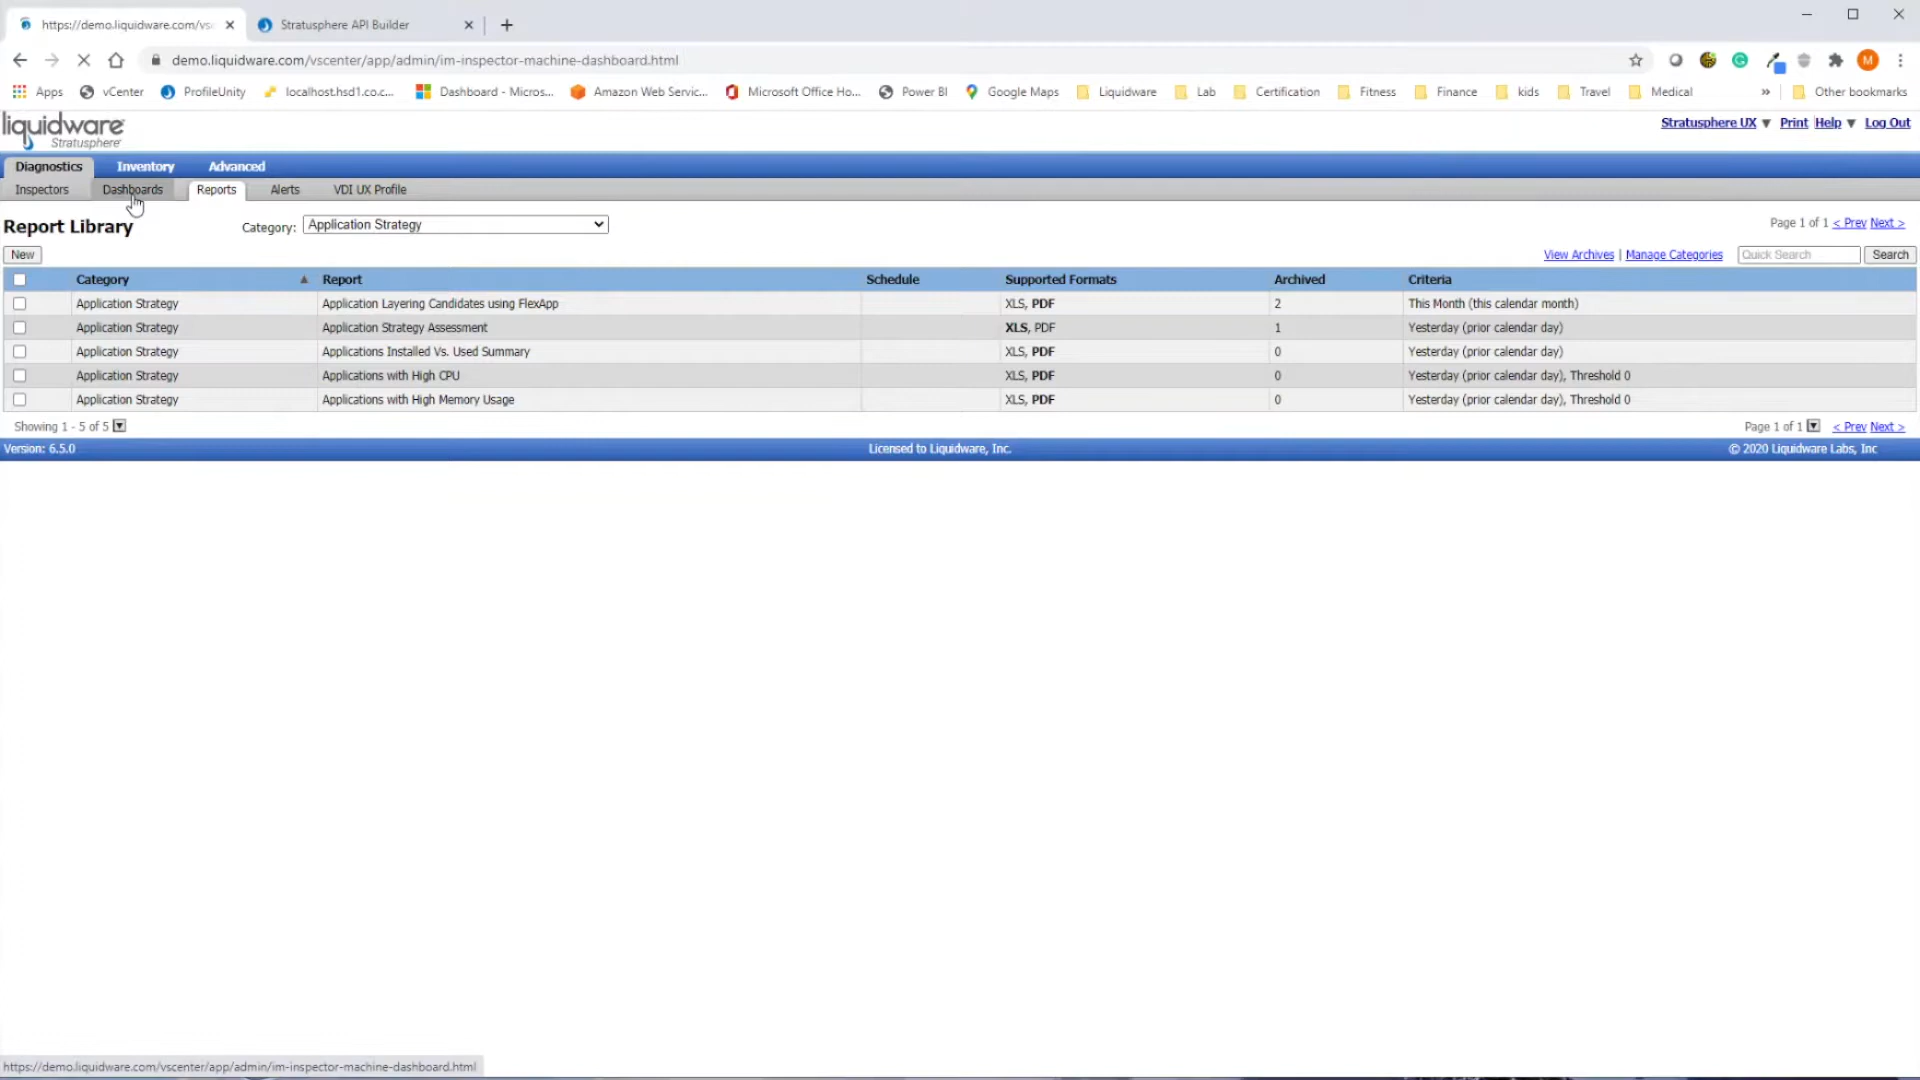 https://demo.liquidware.com/vs
Stratusphere API Builder
demo.liquidware.com/vscenter/app/admin/im-inspector-machine-dashboard.html
M
Apps vCenter ProfileUnity localhost.hsd1.co.c... Dashboard - Micros... Amazon Web Servic... Microsoft Office Ho... Power BI Google Maps Liquidware Lab Certification Fitness Finance kids Travel Medical » Other bookmarks
liquidware
Stratusphere
Stratusphere UX ▼ Print Help ▼ Log Out
Diagnostics Inventory Advanced
Inspectors Dashboards Reports Alerts VDI UX Profile
Report Library Category: Application Strategy Page 1 of 1 < Prev Next >
New View Archives | Manage Categories Quick Search Search
Category ▲ Report Schedule Supported Formats Archived Criteria
Application Strategy Application Layering Candidates using FlexApp XLS, PDF 2 This Month (this calendar month)
Application Strategy Application Strategy Assessment XLS, PDF 1 Yesterday (prior calendar day)
Application Strategy Applications Installed Vs. Used Summary XLS, PDF 0 Yesterday (prior calendar day)
Application Strategy Applications with High CPU XLS, PDF 0 Yesterday (prior calendar day), Threshold 0
Application Strategy Applications with High Memory Usage XLS, PDF 0 Yesterday (prior calendar day), Threshold 0
Showing 1 - 5 of 5 Page 1 of 1 < Prev Next >
Version: 6.5.0 Licensed to Liquidware, Inc. © 2020 Liquidware Labs, Inc
https://demo.liquidware.com/vscenter/app/admin/im-inspector-machine-dashboard.html